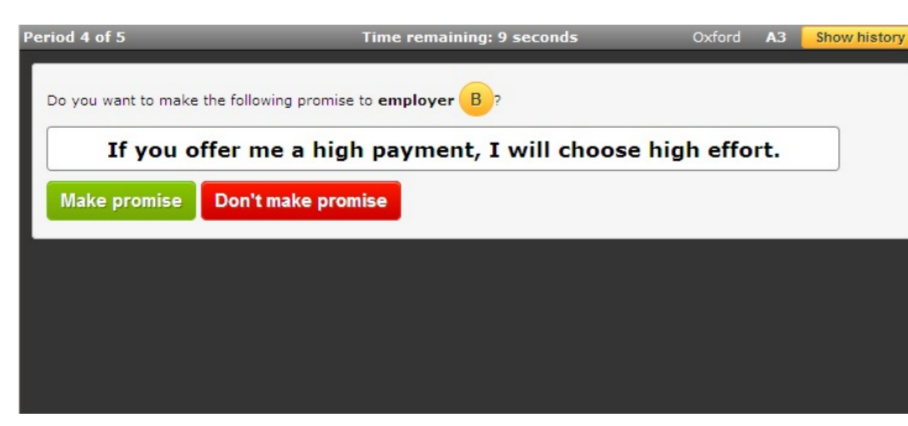 Period 4 of 5 Time remaining: 9 seconds Oxford A3 Show history
Do you want to make the following promise to employer B ?
If you offer me a high payment, I will choose high effort.
Make promise Don't make promise